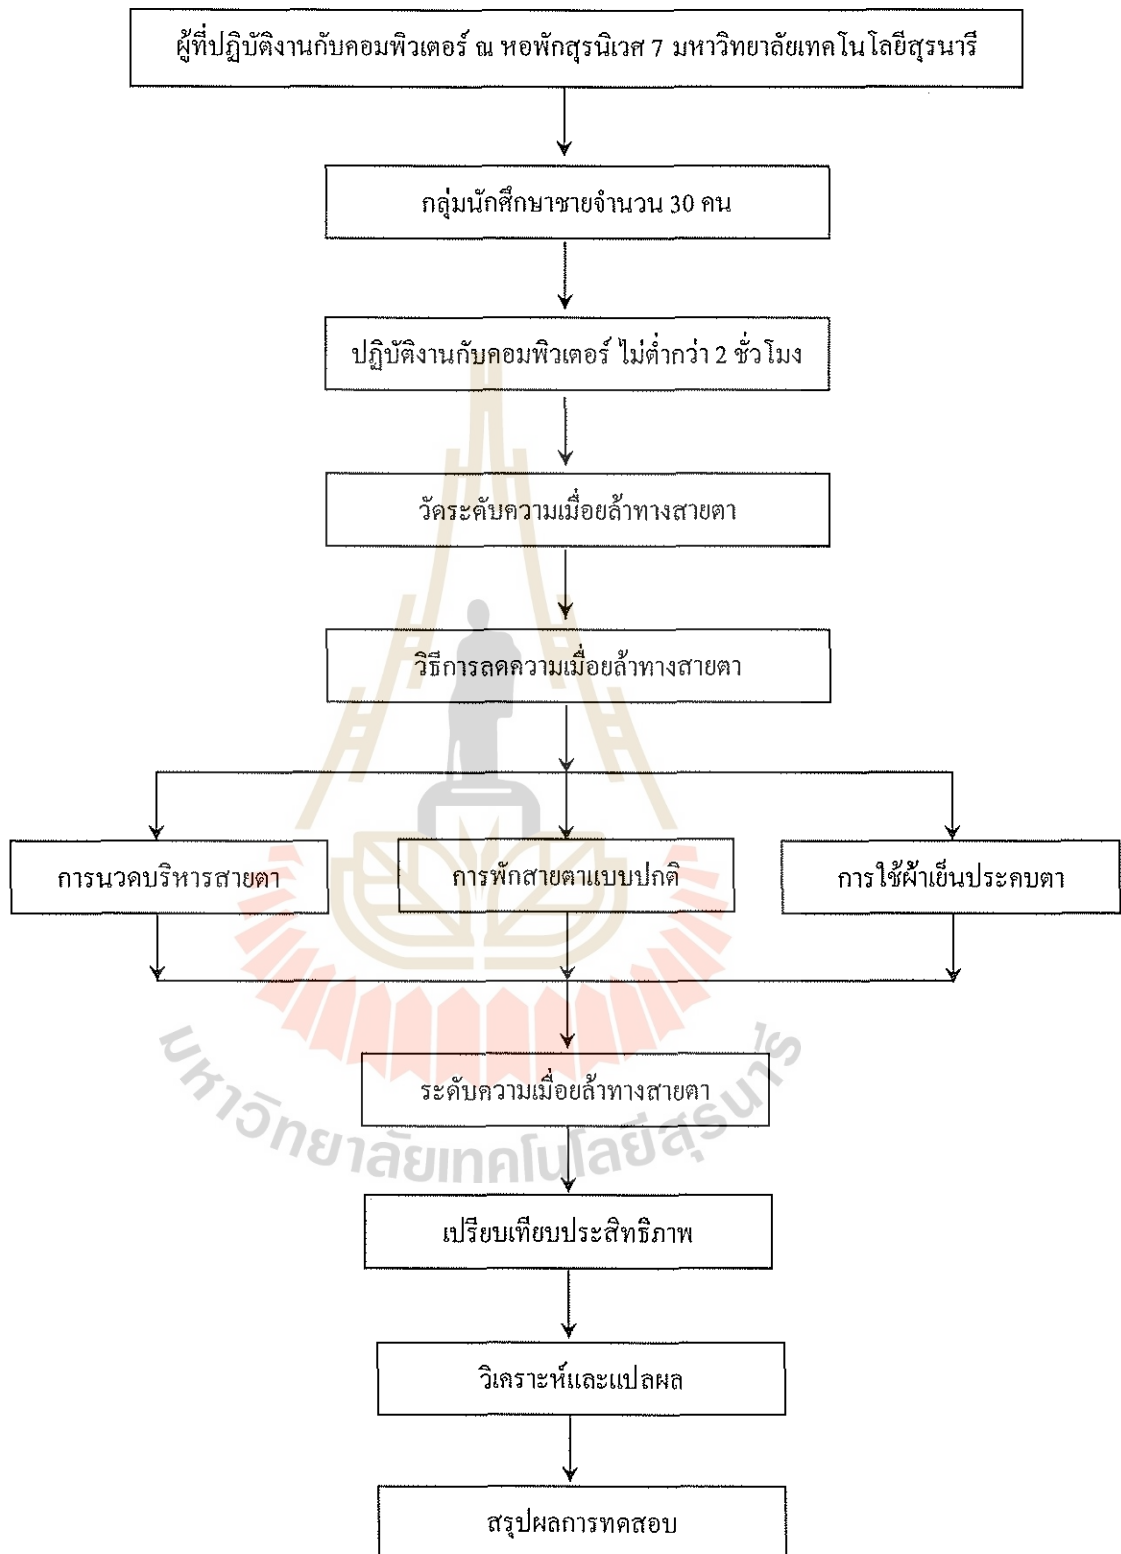 ผู้ที่ปฏิบัติงานกับคอมพิวเตอร์ ณ หอพักสุรนิเวศ 7 มหาวิทยาลัยเทคโนโลยีสุรนารี
กลุ่มนักศึกษาชายจำนวน 30 คน
ปฏิบัติงานกับคอมพิวเตอร์ ไม่ต่ำกว่า 2 ชั่วโมง
วัดระดับความเมื่อยล้าทางสายตา
วิธีการลดความเมื่อยล้าทางสายตา
การนวดบริหารสายตา
การพักสายตาแบบปกติ
การใช้ผ้าเย็นประคบตา
ระดับความเมื่อยล้าทางสายตา
มหาวิทยาลัยเทคโนโลยีสุรนารี
เปรียบเทียบประสิทธิภาพ
วิเคราะห์และแปลผล
สรุปผลการทดสอบ